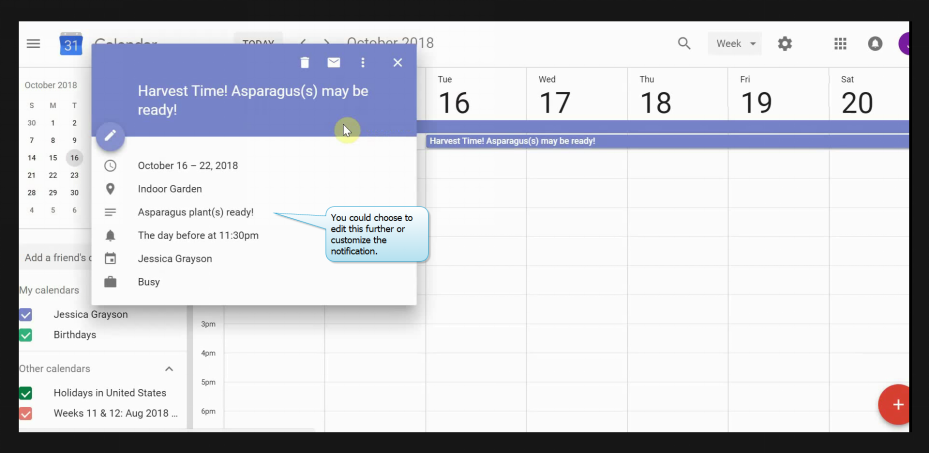 31 Calendar TODAY October 2018 Week J
Harvest Time! Asparagus(s) may be
ready!
October 16 – 22, 2018
Indoor Garden
Asparagus plant(s) ready!
The day before at 11:30pm
Jessica Grayson
Busy
You could choose to
edit this further or
customize the
notification.
October 2018
S M T
30 1 2
7 8 9
14 15 16
21 22 23
28 29 30
4 5 6
Add a friend's c
My calendars
Jessica Grayson
Birthdays
Other calendars
Holidays in United States
Weeks 11 & 12: Aug 2018 ...
Tue Wed Thu Fri Sat
16 17 18 19 20
Harvest Time! Asparagus(s) may be ready!
3pm
4pm
5pm
6pm